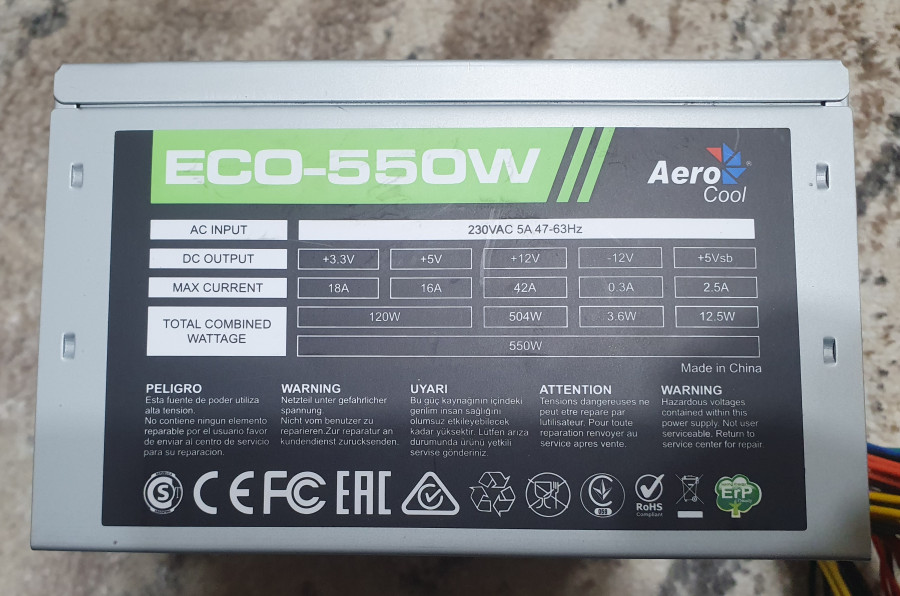 ECO-550W
Aero
Cool
AC INPUT 230VAC 5A 47-63Hz
DC OUTPUT +3.3V +5V +12V -12V +5Vsb
MAX CURRENT 18A 16A 42A 0.3A 2.5A
TOTAL COMBINED WATTAGE 120W 504W 3.6W 12.5W
550W
Made in China
PELIGRO
Esta fuente de poder utiliza
alta tension.
No contiene ningun elemento
reparable por el usuario favor
de enviar al centro de servicio
para su reparacion.
WARNING
Netzteil unter gefahrlicher
spannung.
Nicht vom benutzer zu
reparieren.Zur reparatur an
kundendienst zurucksenden.
UYARI
Bu güç kaynağinin içindeki
gerilim insan sağliğini
olumsuz etkileyebilecek
kadar yüksektir. Lütfen ariza
durumunda ürünü yetkili
servise gönderiniz.
ATTENTION
Tensions dangereuses ne
peut etre repare par
lutilisateur. Pour toute
reparation renvoyer au
service apres vente.
WARNING
Hazardous voltages
contained within this
power supply. Not user
serviceable. Return to
service center for repair.
S
CE FC EAC
RoHS
Compliant
ErP